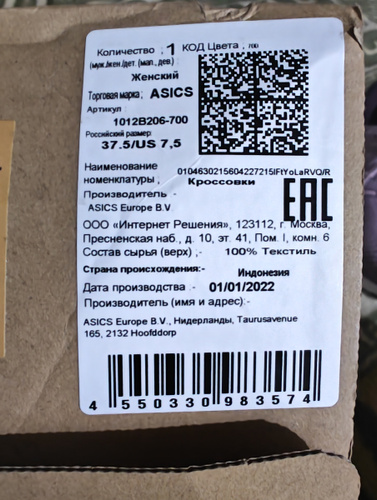 Количество ; 1 КОД Цвета , 700
(муж./жен./дет. (мал., дев.)
Женский
Торговая марка; ASICS
Артикул
1012B206-700
Российский размер
37.5/US 7,5
Наименование номенклатуры , Кроссовки
0104630215604227215IFtYoLaRVQ/R
Производитель -
ASICS Europe B.V
EAC
ООО «Интернет Решения», 123112, г. Москва,
Пресненская наб., д. 10, эт. 41, Пом. I, комн. 6
Состав сырья (верх) ,- 100% Текстиль
Страна происхождения:- Индонезия
Дата производства - 01/01/2022
Производитель (имя и адрес):-
ASICS Europe B.V., Нидерланды, Taurusavenue
165, 2132 Hoofddorp
4 550330 983574